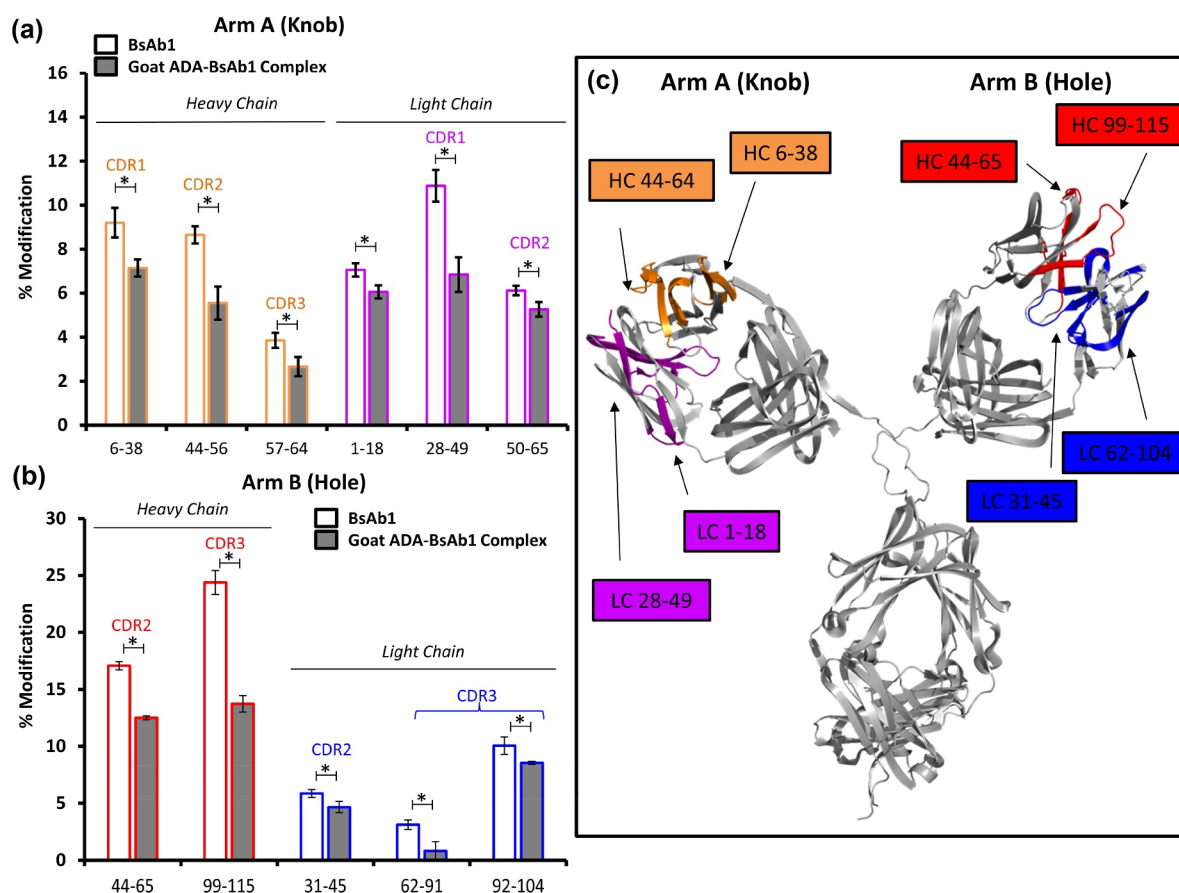 (a)
Arm A (Knob)
BsAb1
Goat ADA-BsAb1 Complex
16
14
12
10
8
6
4
2
0
% Modification
Heavy Chain
Light Chain
CDR1
*
CDR2
*
CDR3
*
*
CDR1
*
CDR2
*
6-38
44-56
57-64
1-18
28-49
50-65
(b)
Arm B (Hole)
BsAb1
Goat ADA-BsAb1 Complex
30
25
20
15
10
5
0
% Modification
Heavy Chain
Light Chain
CDR2
*
CDR3
*
CDR2
*
CDR3
*
*
44-65
99-115
31-45
62-91
92-104
(c)
Arm A (Knob)
Arm B (Hole)
HC 44-64
HC 6-38
HC 44-65
HC 99-115
LC 62-104
LC 31-45
LC 1-18
LC 28-49